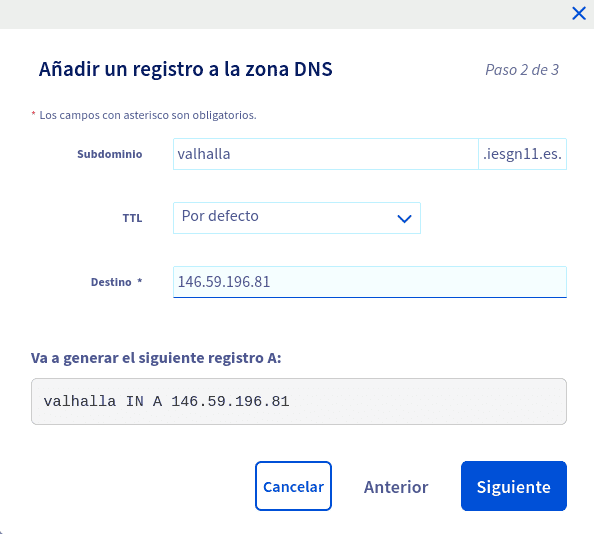 Añadir un registro a la zona DNS
Paso 2 de 3
* Los campos con asterisco son obligatorios.
Subdominio
valhalla
.iesgn11.es.
TTL
Por defecto
Destino *
146.59.196.81
Va a generar el siguiente registro A:
valhalla IN A 146.59.196.81
Cancelar
Anterior
Siguiente